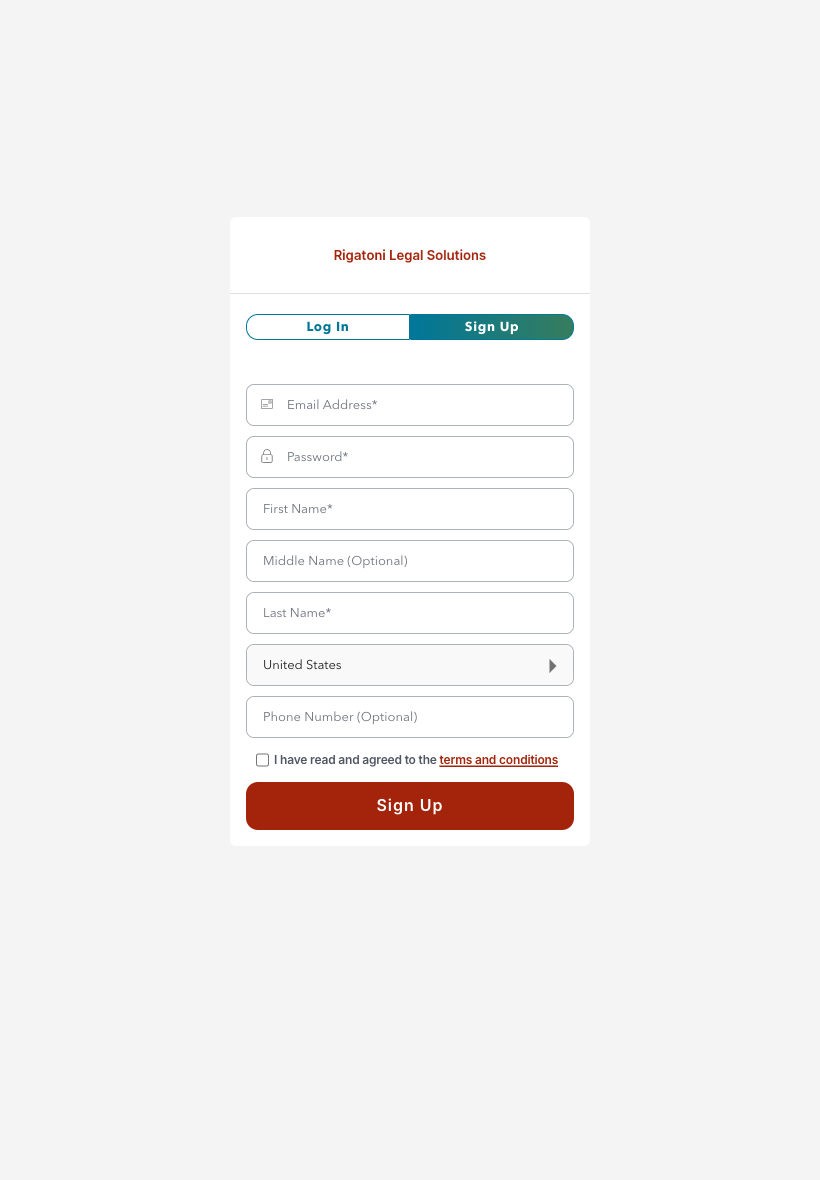 Rigatoni Legal Solutions
Log In
Sign Up
Email Address*
Password*
First Name*
Middle Name (Optional)
Last Name*
United States
Phone Number (Optional)
I have read and agreed to the terms and conditions
Sign Up